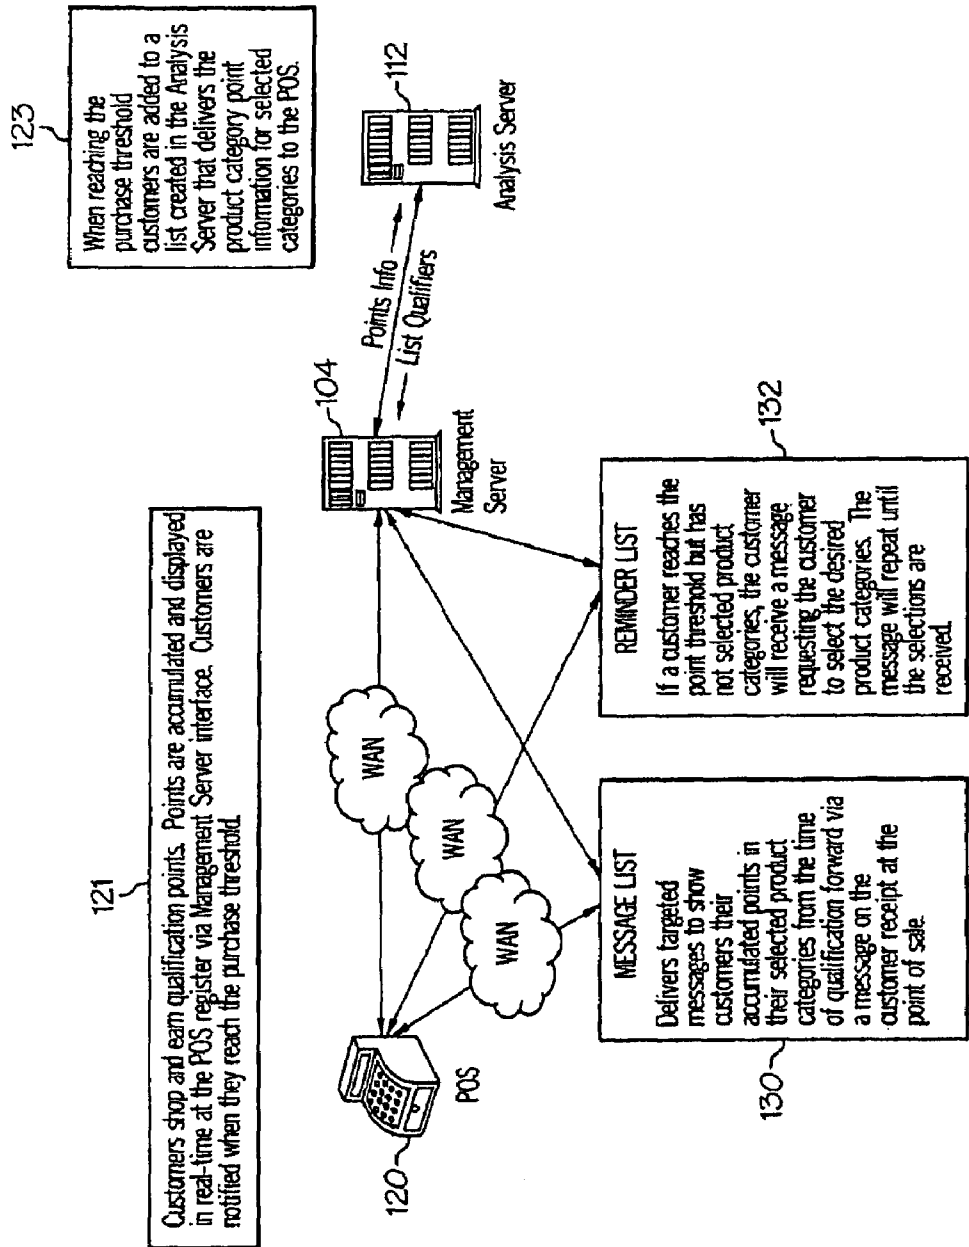 121
Customers shop and earn qualification points. Points are accumulated and displayed
in real-time at the POS register via Management Server interface. Customers are
notified when they reach the purchase threshold.
123
When reaching the
purchase threshold
customers are added to a
list created in the Analysis
Server that delivers the
product category point
information for selected
categories to the POS.
120
POS
WAN
WAN
WAN
104
Management
Server
Points Info
List Qualifiers
112
Analysis Server
MESSAGE LIST
Delivers targeted
messages to show
customers their
accumulated points in
their selected product
categories from the time
of qualification forward via
a message on the
customer receipt at the
point of sale.
130
REMINDER LIST
If a customer reaches the
point threshold but has
not selected product
categories, the customer
will receive a message
requesting the customer
to select the desired
product categories. The
message will repeat until
the selections are
received.
132